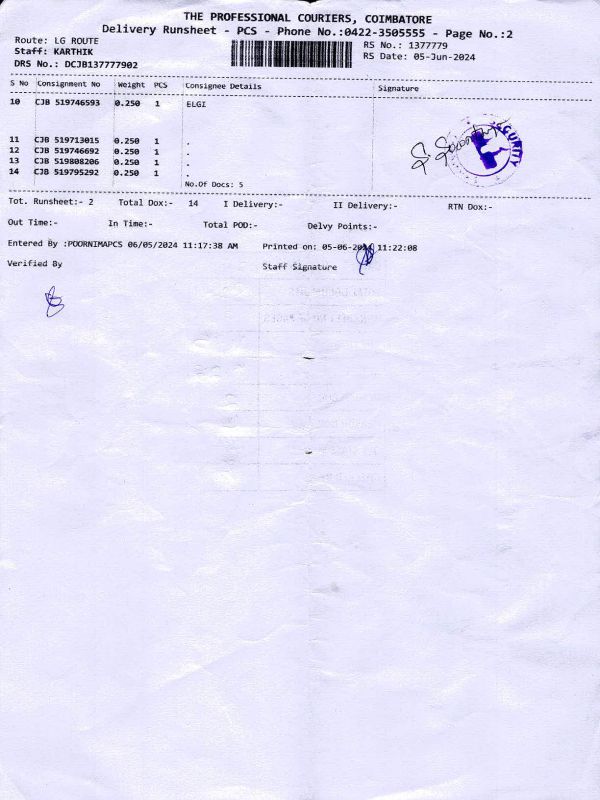 THE PROFESSIONAL COURIERS, COIMBATORE
Delivery Runsheet - PCS - Phone No.:0422-3505555 - Page No.:2
Route: LG ROUTE RS No.: 1377779
Staff: KARTHIK RS Date: 05-Jun-2024
DRS No.: DCJB137777902
S No Consignment No Weight PCS Consignee Details Signature
10 CJB 519746593 0.250 1 ELGI
11 CJB 519713015 0.250 1 .
12 CJB 519746692 0.250 1 .
13 CJB 519808206 0.250 1 .
14 CJB 519795292 0.250 1 .
No.Of Docs: 5
SECURITY
Tot. Runsheet:- 2 Total Dox:- 14 I Delivery:- II Delivery:- RTN Dox:-
Out Time:- In Time:- Total POD:- Delvy Points:-
Entered By :POORNIMAPCS 06/05/2024 11:17:38 AM Printed on: 05-06-2024 11:22:08
Verified By Staff Signature